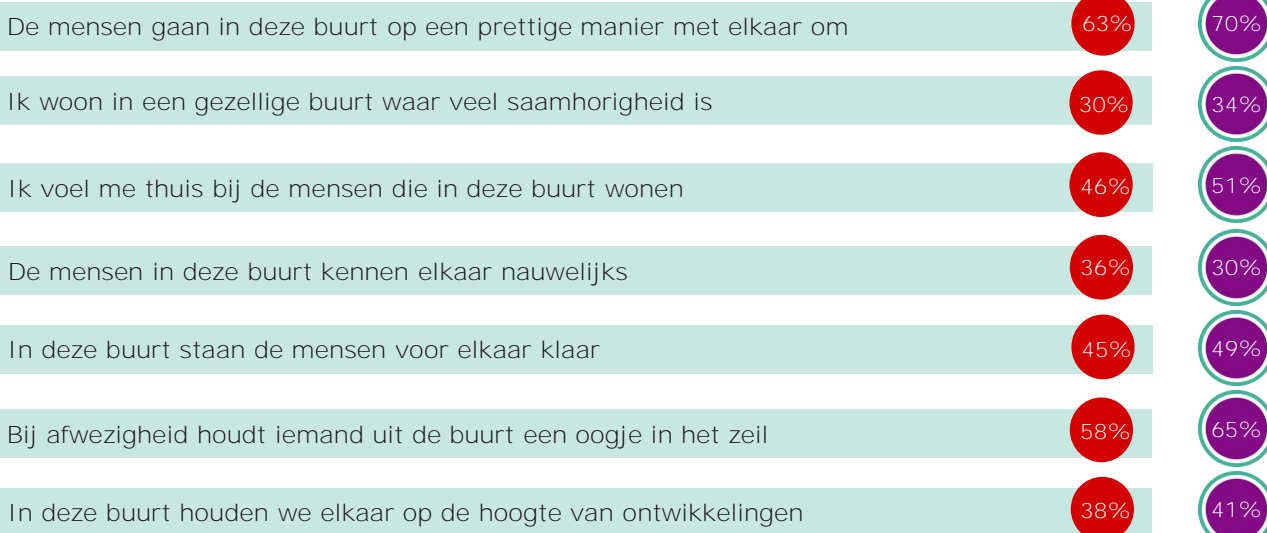 De mensen gaan in deze buurt op een prettige manier met elkaar om 63% 70%
Ik woon in een gezellige buurt waar veel saamhorigheid is 30% 34%
Ik voel me thuis bij de mensen die in deze buurt wonen 46% 51%
De mensen in deze buurt kennen elkaar nauwelijks 36% 30%
In deze buurt staan de mensen voor elkaar klaar 45% 49%
Bij afwezigheid houdt iemand uit de buurt een oogje in het zeil 58% 65%
In deze buurt houden we elkaar op de hoogte van ontwikkelingen 38% 41%